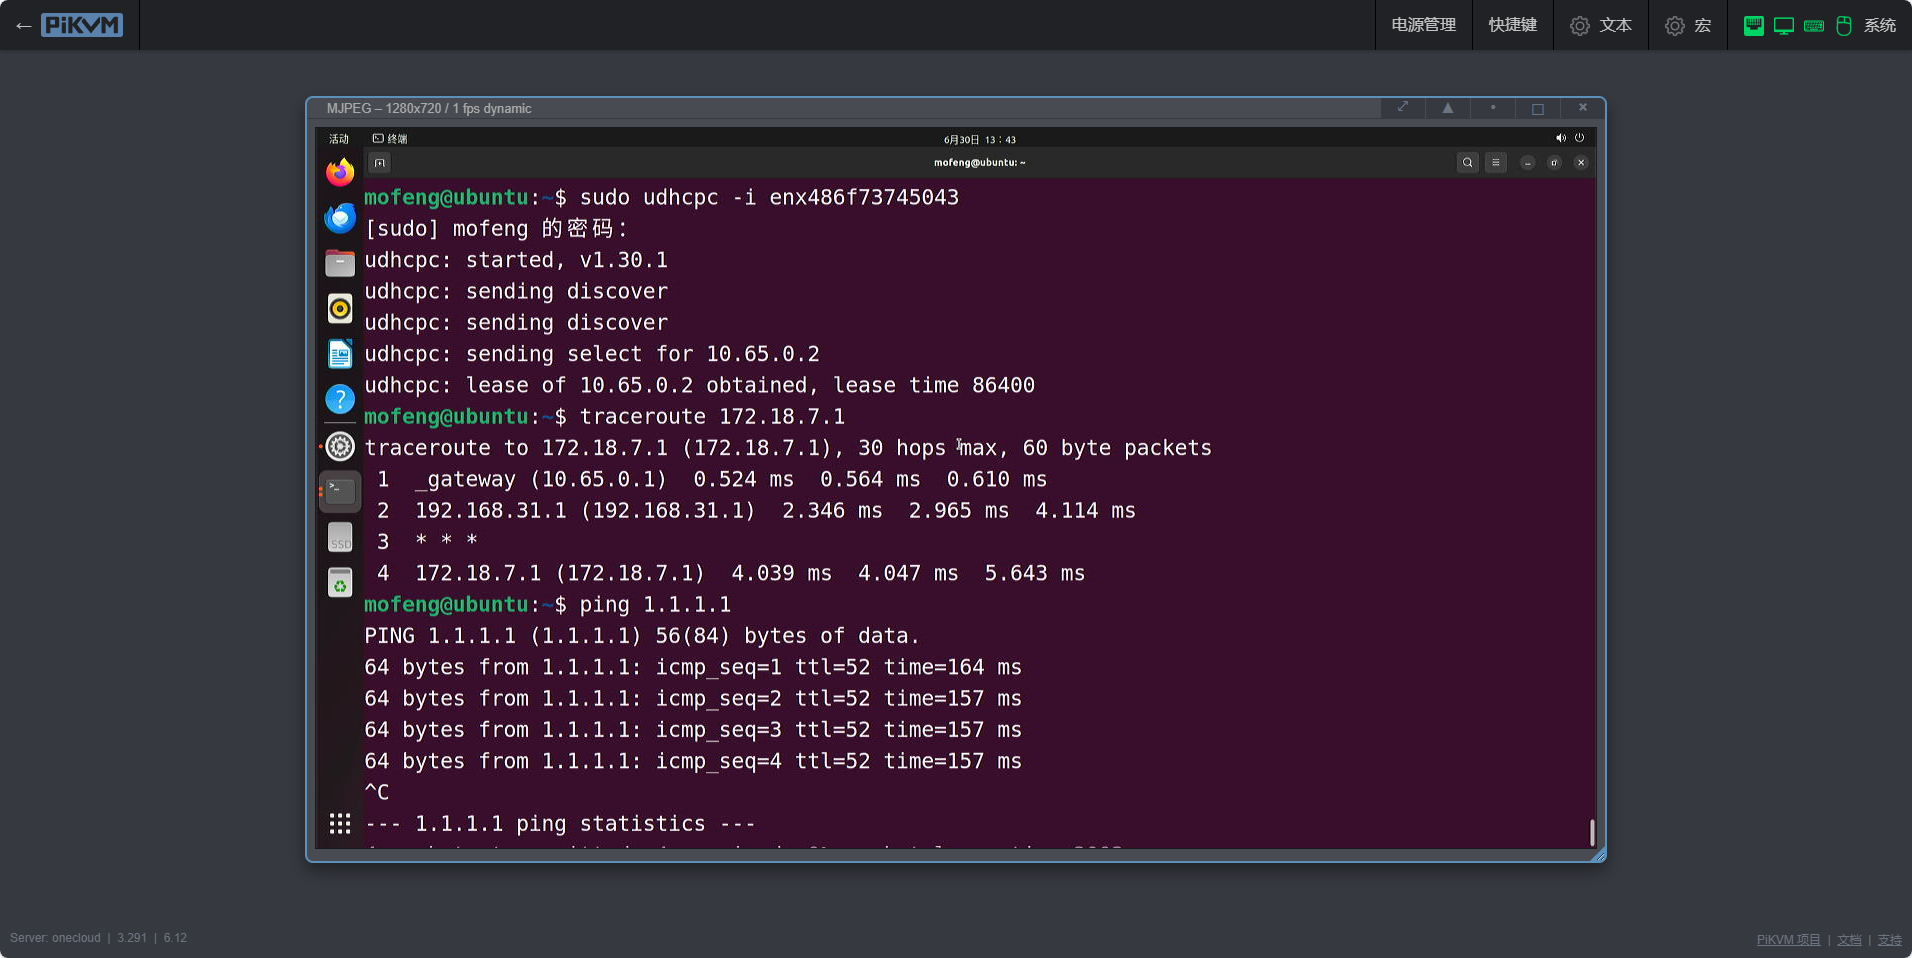 ← PiKVM
电源管理 快捷键 文本 宏 系统
MJPEG – 1280x720 / 1 fps dynamic
活动 终端 6月30日 13：43
mofeng@ubuntu: ~
mofeng@ubuntu:~$ sudo udhcpc -i enx486f73745043
[sudo] mofeng 的密码：
udhcpc: started, v1.30.1
udhcpc: sending discover
udhcpc: sending discover
udhcpc: sending select for 10.65.0.2
udhcpc: lease of 10.65.0.2 obtained, lease time 86400
mofeng@ubuntu:~$ traceroute 172.18.7.1
traceroute to 172.18.7.1 (172.18.7.1), 30 hops max, 60 byte packets
1 _gateway (10.65.0.1) 0.524 ms 0.564 ms 0.610 ms
2 192.168.31.1 (192.168.31.1) 2.346 ms 2.965 ms 4.114 ms
3 * * *
4 172.18.7.1 (172.18.7.1) 4.039 ms 4.047 ms 5.643 ms
mofeng@ubuntu:~$ ping 1.1.1.1
PING 1.1.1.1 (1.1.1.1) 56(84) bytes of data.
64 bytes from 1.1.1.1: icmp_seq=1 ttl=52 time=164 ms
64 bytes from 1.1.1.1: icmp_seq=2 ttl=52 time=157 ms
64 bytes from 1.1.1.1: icmp_seq=3 ttl=52 time=157 ms
64 bytes from 1.1.1.1: icmp_seq=4 ttl=52 time=157 ms
^C
--- 1.1.1.1 ping statistics ---
SSD
Server: onecloud | 3.291 | 6.12
PiKVM 项目 | 文档 | 支持